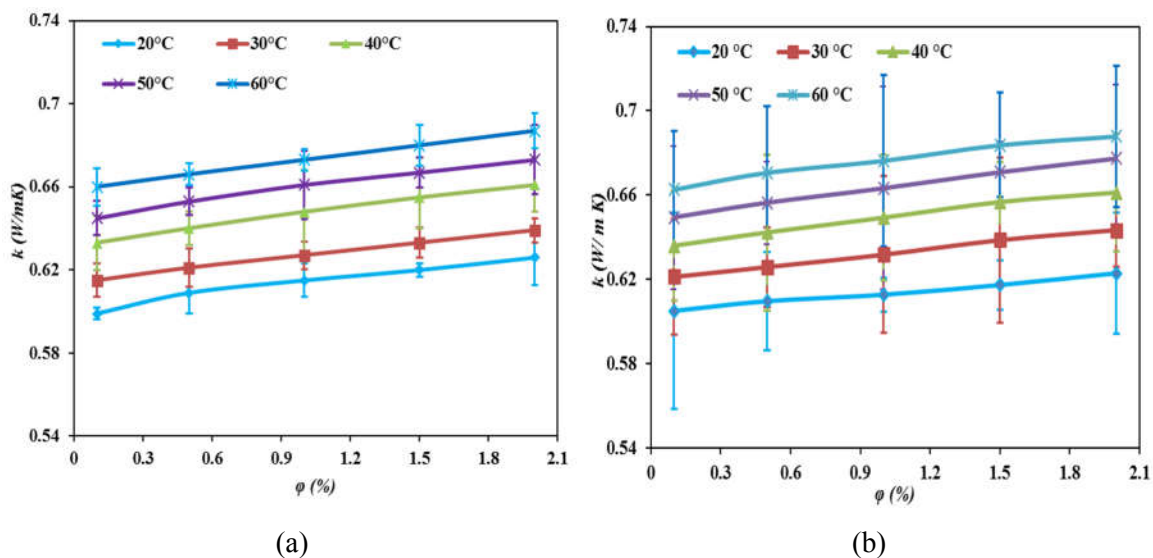 0.74
0.7
0.66
0.62
0.58
0.54
k (W/mK)
20°C 30°C 40°C
50°C 60°C
0 0.3 0.6 0.9 1.2 1.5 1.8 2.1
φ (%)
(a)
0.74
0.7
0.66
0.62
0.58
0.54
k (W/ m K)
20 °C 30 °C 40 °C
50 °C 60 °C
0 0.3 0.6 0.9 1.2 1.5 1.8 2.1
φ (%)
(b)